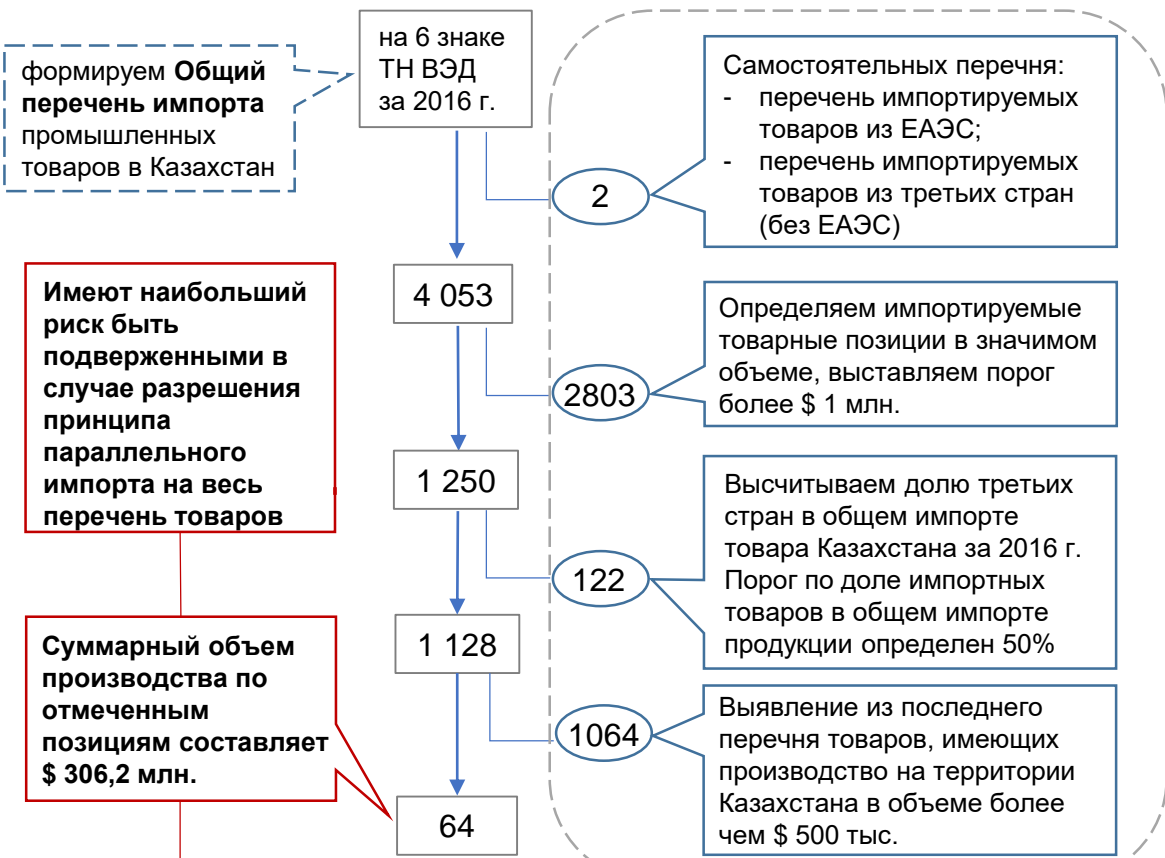 формируем Общий
перечень импорта
промышленных
товаров в Казахстан
на 6 знаке
ТН ВЭД
за 2016 г.
2
Самостоятельных перечня:
- перечень импортируемых
товаров из ЕАЭС;
- перечень импортируемых
товаров из третьих стран
(без ЕАЭС)
4 053
2803
Определяем импортируемые
товарные позиции в значимом
объеме, выставляем порог
более $ 1 млн.
Имеют наибольший
риск быть
подверженными в
случае разрешения
принципа
параллельного
импорта на весь
перечень товаров
1 250
122
Высчитываем долю третьих
стран в общем импорте
товара Казахстана за 2016 г.
Порог по доле импортных
товаров в общем импорте
продукции определен 50%
1 128
1064
Выявление из последнего
перечня товаров, имеющих
производство на территории
Казахстана в объеме более
чем $ 500 тыс.
Суммарный объем
производства по
отмеченным
позициям составляет
$ 306,2 млн.
64